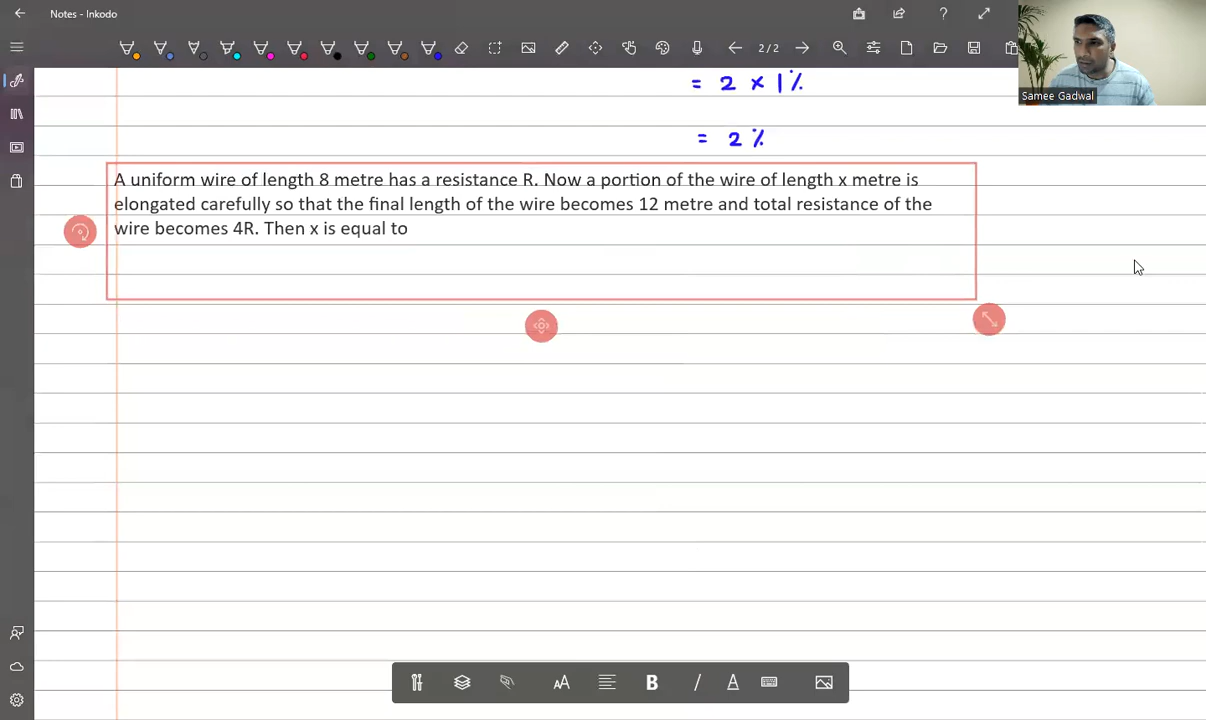 Notes - Inkodo
2/2
Samee Gadwal
= 2 × 1%
= 2%
A uniform wire of length 8 metre has a resistance R. Now a portion of the wire of length x metre is
elongated carefully so that the final length of the wire becomes 12 metre and total resistance of the
wire becomes 4R. Then x is equal to
AA B I A